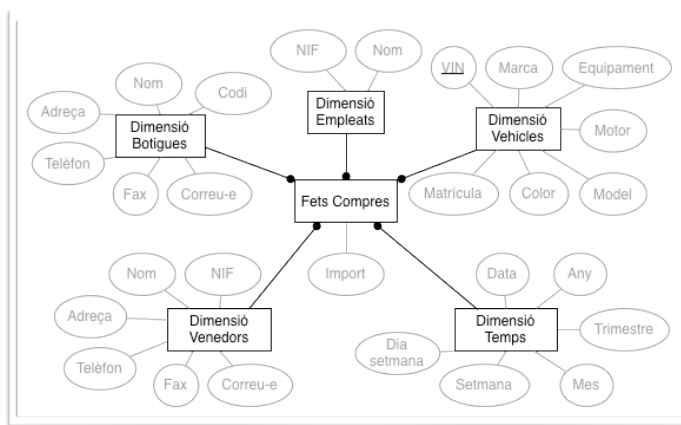 NIF
Nom
Nom
Codi
Adreça
Dimensió
Botigues
Telèfon
Fax
Correu-e
Dimensió
Empleats
VIN
Marca
Equipament
Dimensió
Vehicles
Motor
Matricula
Color
Model
Fets Compres
Import
Nom
NIF
Adreça
Dimensió
Venedors
Telèfon
Fax
Correu-e
Data
Any
Dimensió
Temps
Trimestre
Dia
setmana
Setmana
Mes